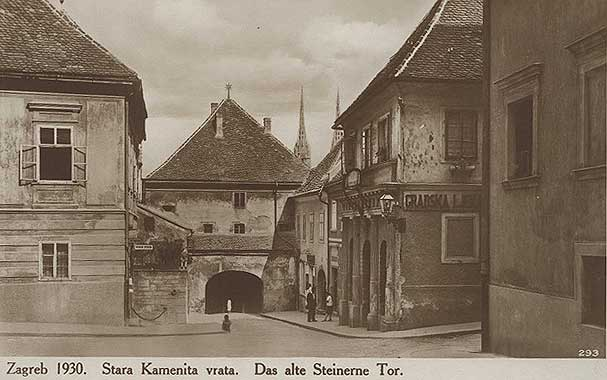 GRADSKA
293
Zagreb 1930. Stara Kamenita vrata. Das alte Steinerne Tor.